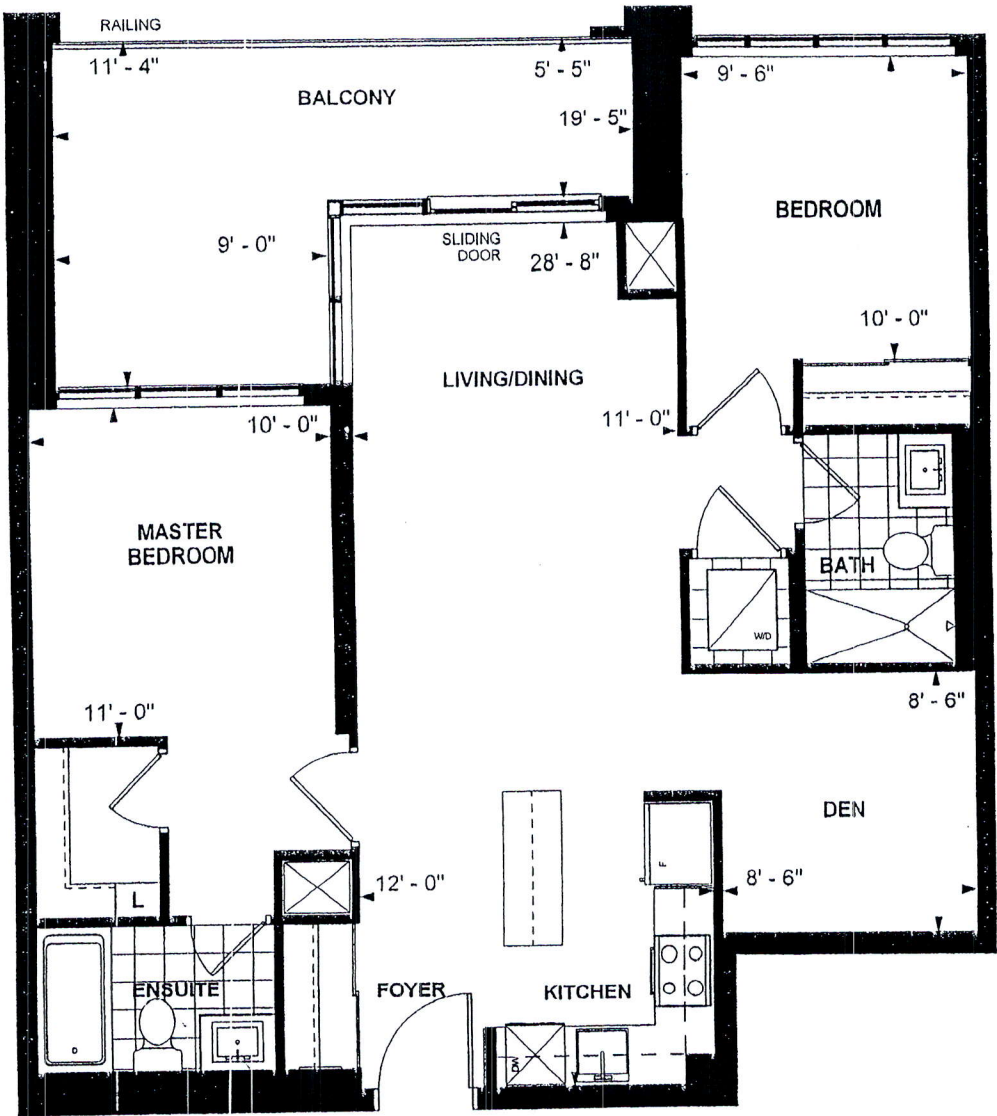 RAILING
11' - 4"
5' - 5"
9' - 6"
BALCONY
19' - 5"
BEDROOM
9' - 0"
SLIDING
DOOR
28' - 8"
10' - 0"
LIVING/DINING
10' - 0"
11' - 0"
MASTER
BEDROOM
BATH
W/D
11' - 0"
8' - 6"
DEN
F
12' - 0"
8' - 6"
L
ENSUITE
FOYER
KITCHEN
D
DW